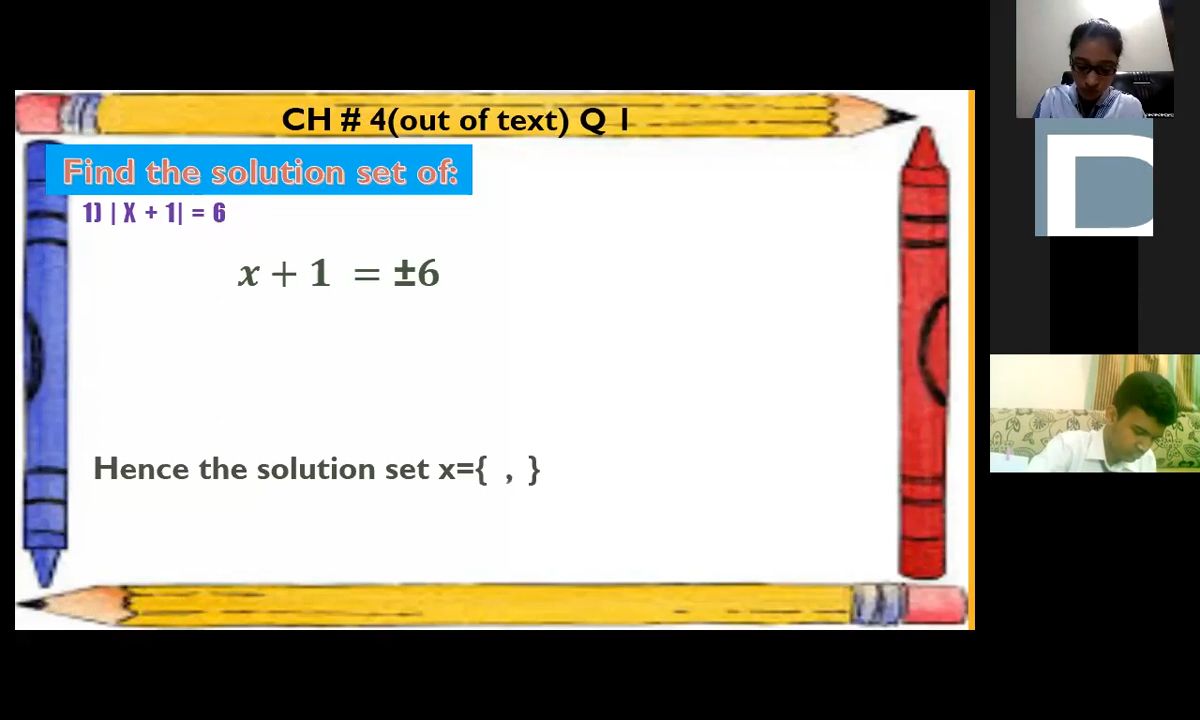 CH # 4(out of text) Q 1
Find the solution set of:
1) | X + 1| = 6
x + 1 = ±6
Hence the solution set x={ , }
D